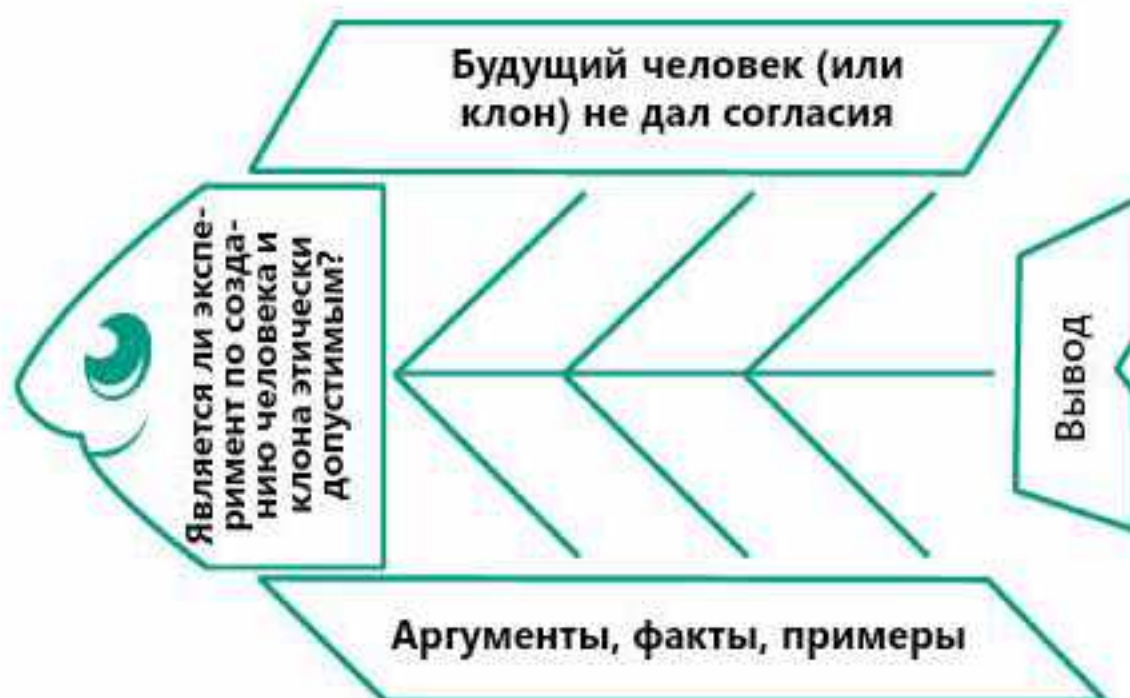 Будущий человек (или
клон) не дал согласия
Является ли экспе-
римент по созда-
нию человека и
клона этически
допустимым?
Вывод
Аргументы, факты, примеры